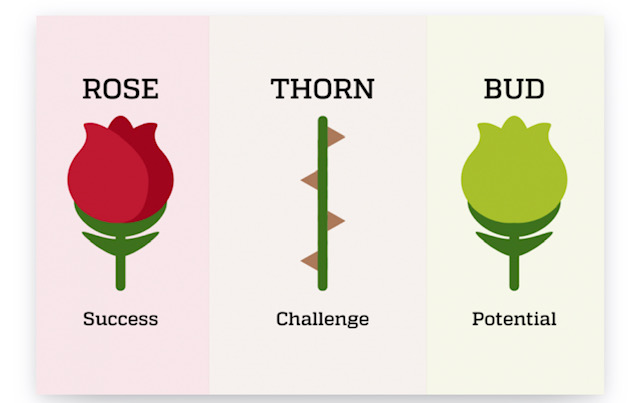 ROSE
THORN
BUD
Success
Challenge
Potential